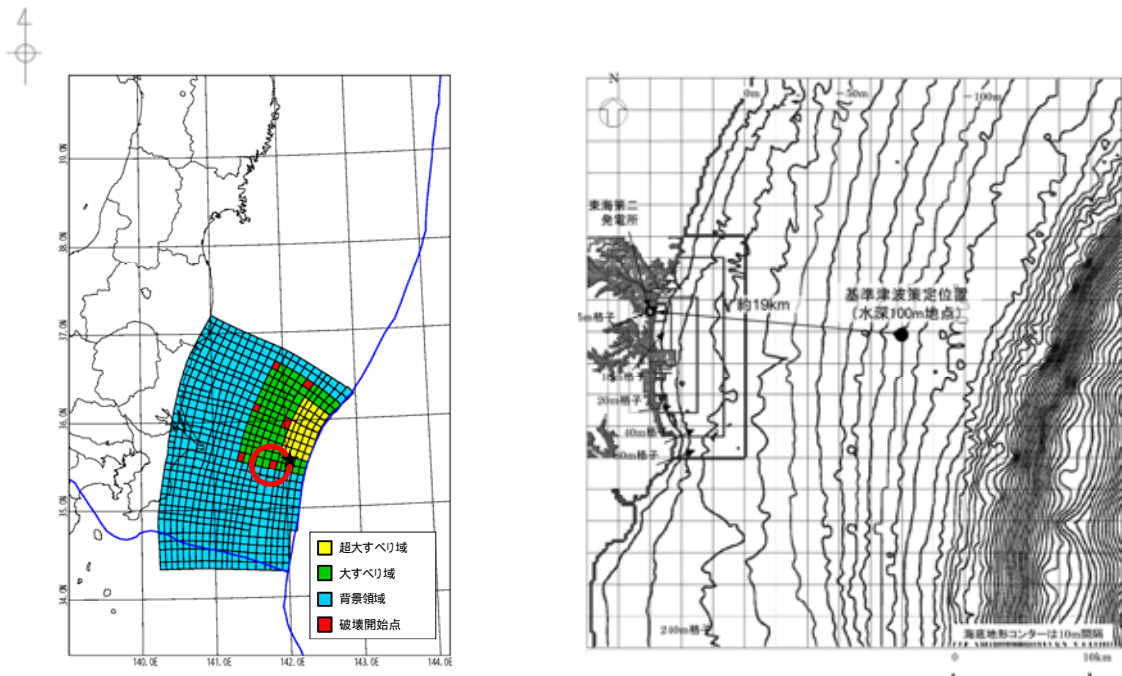 39.0N
38.0N
37.0N
36.0N
35.0N
34.0N
140.0E
141.0E
142.0E
143.0E
144.0E
超大すべり域
大すべり域
背景領域
破壊開始点
N
0m
-50m
-100m
東海第二
発電所
約19km
基準津波策定位置
(水深100m地点)
5m格子
20m格子
40m格子
80m格子
240m格子
海底地形コンターは10m間隔
0
10km